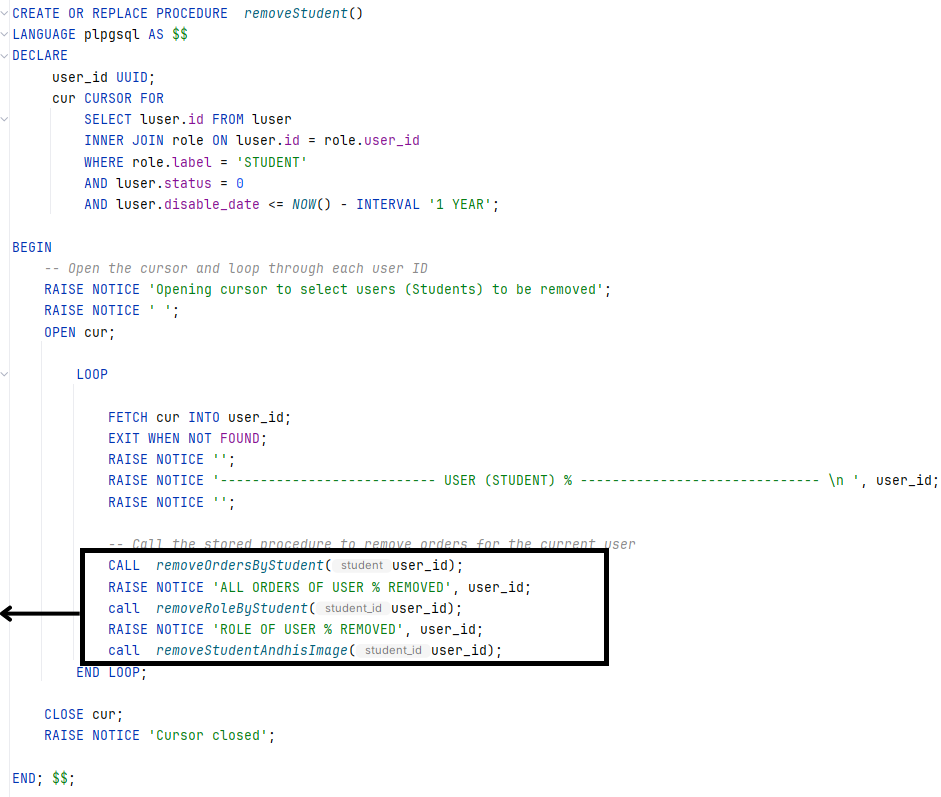 CREATE OR REPLACE PROCEDURE removeStudent()
LANGUAGE plpgsql AS $$
DECLARE
user_id UUID;
cur CURSOR FOR
SELECT luser.id FROM luser
INNER JOIN role ON luser.id = role.user_id
WHERE role.label = 'STUDENT'
AND luser.status = 0
AND luser.disable_date <= NOW() - INTERVAL '1 YEAR';
BEGIN
-- Open the cursor and loop through each user ID
RAISE NOTICE 'Opening cursor to select users (Students) to be removed';
RAISE NOTICE ' ';
OPEN cur;
LOOP
FETCH cur INTO user_id;
EXIT WHEN NOT FOUND;
RAISE NOTICE '';
RAISE NOTICE '--------------------------- USER (STUDENT) % ------------------------------ \n ', user_id;
RAISE NOTICE '';
-- Call the stored procedure to remove orders for the current user
CALL removeOrdersByStudent( student user_id);
RAISE NOTICE 'ALL ORDERS OF USER % REMOVED', user_id;
call removeRoleByStudent( student_id user_id);
RAISE NOTICE 'ROLE OF USER % REMOVED', user_id;
call removeStudentAndhisImage( student_id user_id);
END LOOP;
CLOSE cur;
RAISE NOTICE 'Cursor closed';
END; $$;